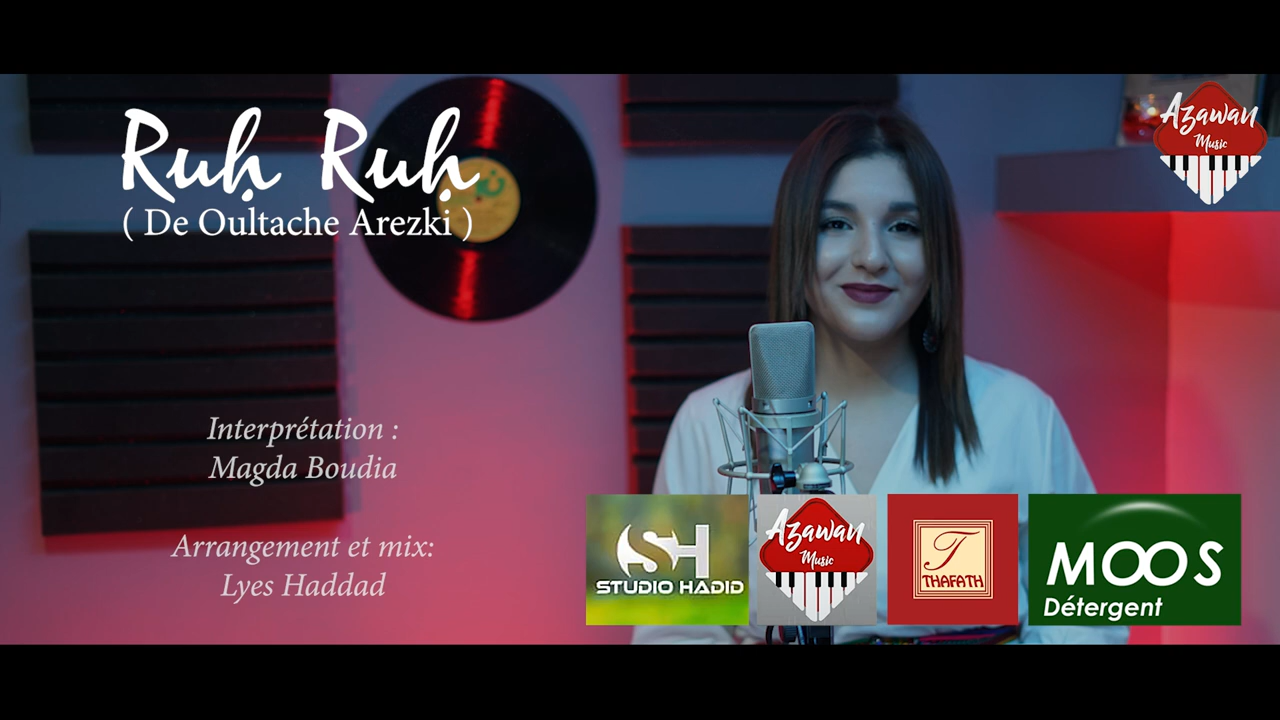 Ruḥ Ruḥ
( De Oultache Arezki )
Azawan
Music
Interprétation :
Magda Boudia
Arrangement et mix:
Lyes Haddad
SH
STUDIO HADID
Azawan
Music
T
THAFATH
MOOS
Détergent